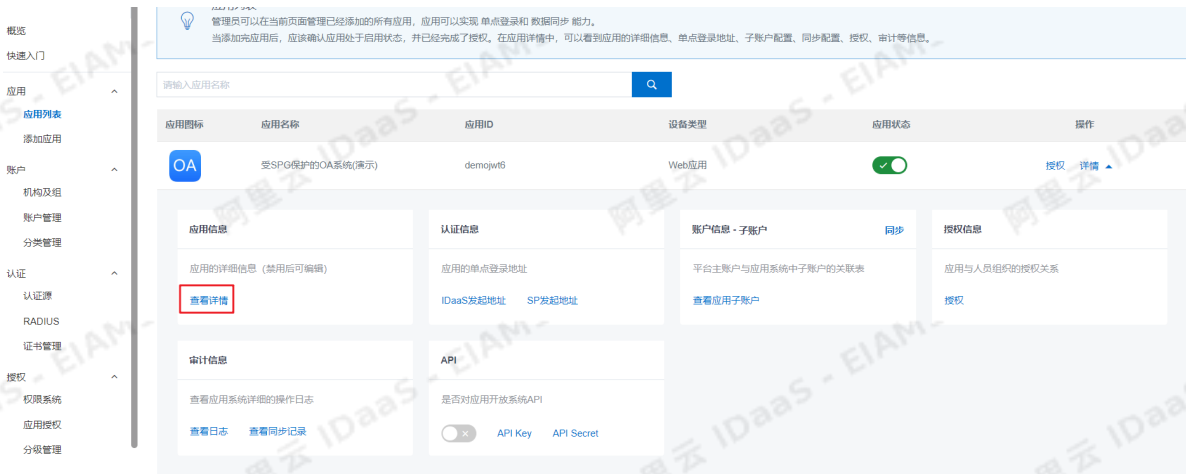 概览
快速入门
应用
应用列表
添加应用
账户
机构及组
账户管理
分类管理
认证
认证源
RADIUS
证书管理
授权
权限系统
应用授权
分级管理
应用列表
管理员可以在当前页面管理已经添加的所有应用，应用可以实现 单点登录和 数据同步 能力。
当添加完应用后，应该确认应用处于启用状态，并已经完成了授权。在应用详情中，可以看到应用的详细信息、单点登录地址、子账户配置、同步配置、授权、审计等信息。
请输入应用名称
应用图标 应用名称 应用ID 设备类型 应用状态 操作
OA 受SPG保护的OA系统(演示) demojwt6 Web应用 授权 详情
应用信息 认证信息 账户信息 - 子账户 同步 授权信息
应用的详细信息（禁用后可编辑） 应用的单点登录地址 平台主账户与应用系统中子账户的关联表 应用与人员组织的授权关系
查看详情 IDaaS发起地址 SP发起地址 查看应用子账户 授权
审计信息 API
查看应用系统详细的操作日志 是否对应用开放系统API
查看日志 查看同步记录 API Key API Secret
阿里云 IDaaS - EIAM -